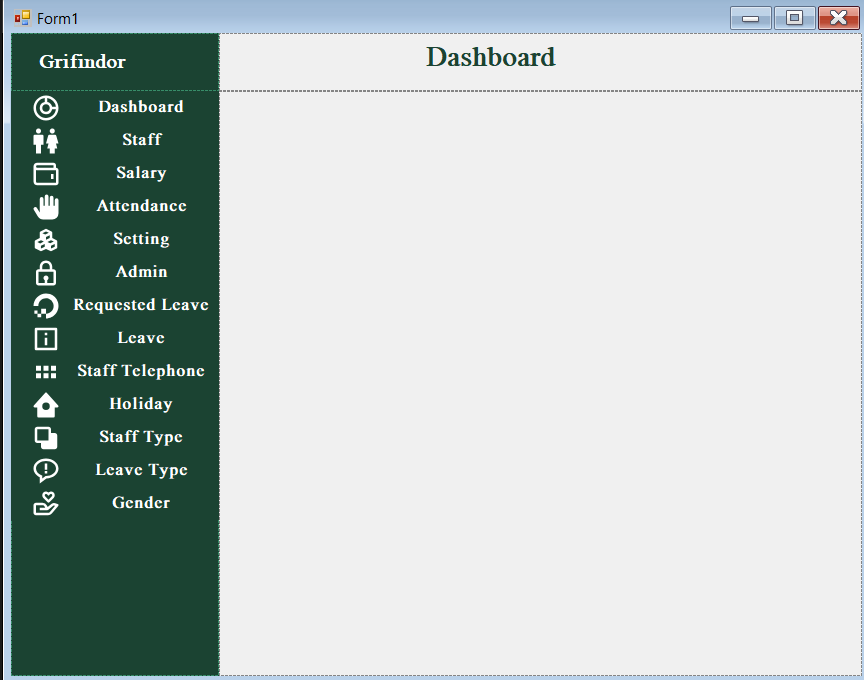 Form1
Grifindor
Dashboard
Dashboard
Staff
Salary
Attendance
Setting
Admin
Requested Leave
Leave
Staff Telephone
Holiday
Staff Type
Leave Type
Gender